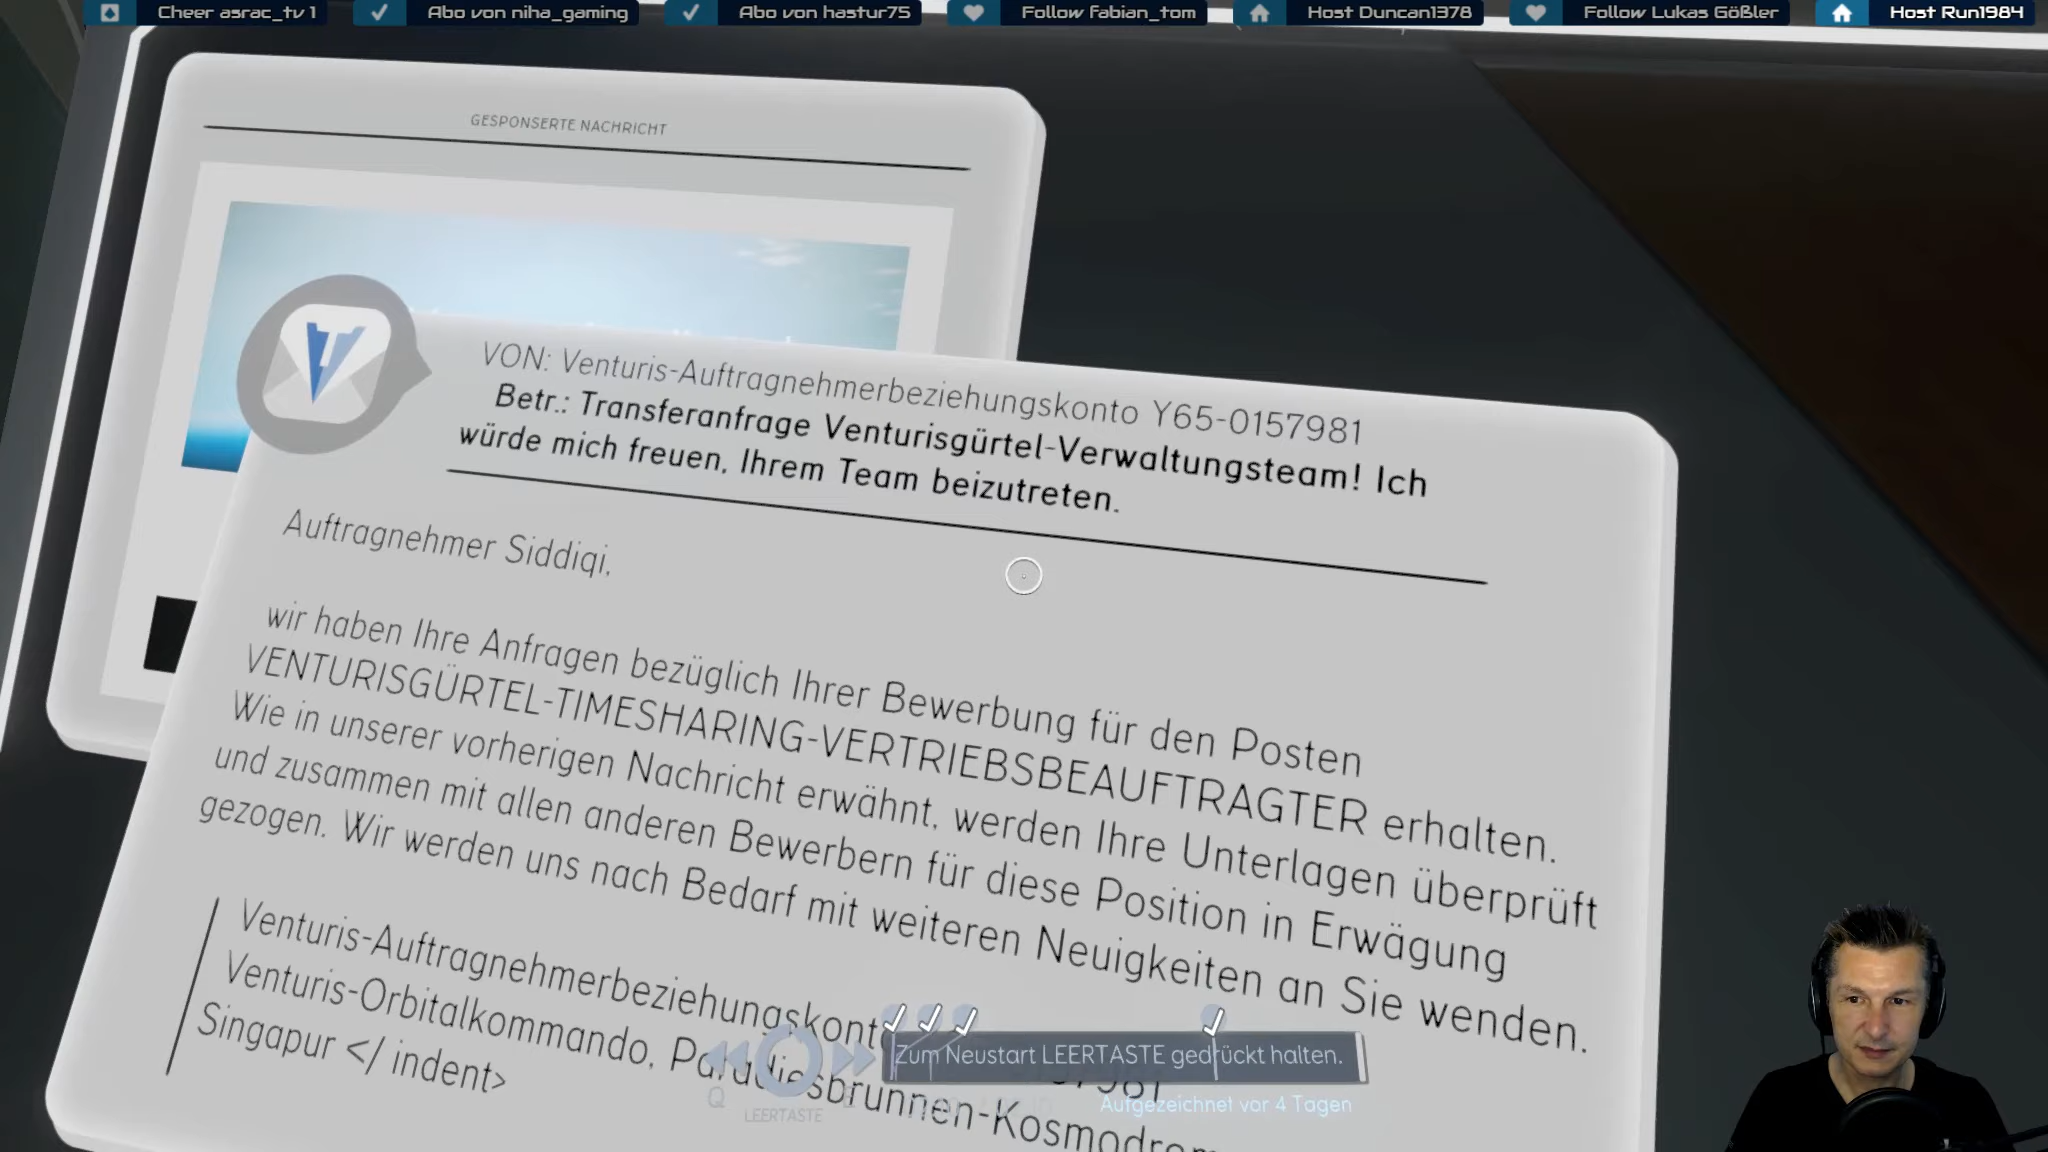 Cheer asrac_tv 1
Abo von niha_gaming
Abo von hastur75
Follow fabian_tom
Host Duncan1378
Follow Lukas Gößler
Host Run1984
GESPONSERTE NACHRICHT
VON: Venturis-Auftragnehmerbeziehungskonto Y65-0157981
Betr.: Transferanfrage Venturisgürtel-Verwaltungsteam! Ich
würde mich freuen, Ihrem Team beizutreten.
Auftragnehmer Siddiqi,
wir haben Ihre Anfragen bezüglich Ihrer Bewerbung für den Posten
VENTURISGÜRTEL-TIMESHARING-VERTRIEBSBEAUFTRAGTER erhalten.
Wie in unserer vorherigen Nachricht erwähnt, werden Ihre Unterlagen überprüft
und zusammen mit allen anderen Bewerbern für diese Position in Erwägung
gezogen. Wir werden uns nach Bedarf mit weiteren Neuigkeiten an Sie wenden.
Venturis-Auftragnehmerbeziehungskont
Venturis-Orbitalkommando, Paradiesbrunnen-Kosmodrom
Singapur </ indent>
Zum Neustart LEERTASTE gedrückt halten.
Q
LEERTASTE
Aufgezeichnet vor 4 Tagen